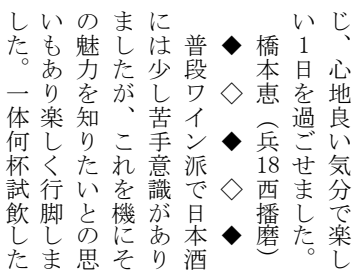 じ、心地良い気分で楽し
い1日を過ごせました。
橋本恵（兵18西播磨）
◆◇◆◇◆
普段ワイン派で日本酒
には少し苦手意識があり
ましたが、これを機にそ
の魅力を知りたいとの思
いもあり楽しく行脚しま
した。一体何杯試飲した